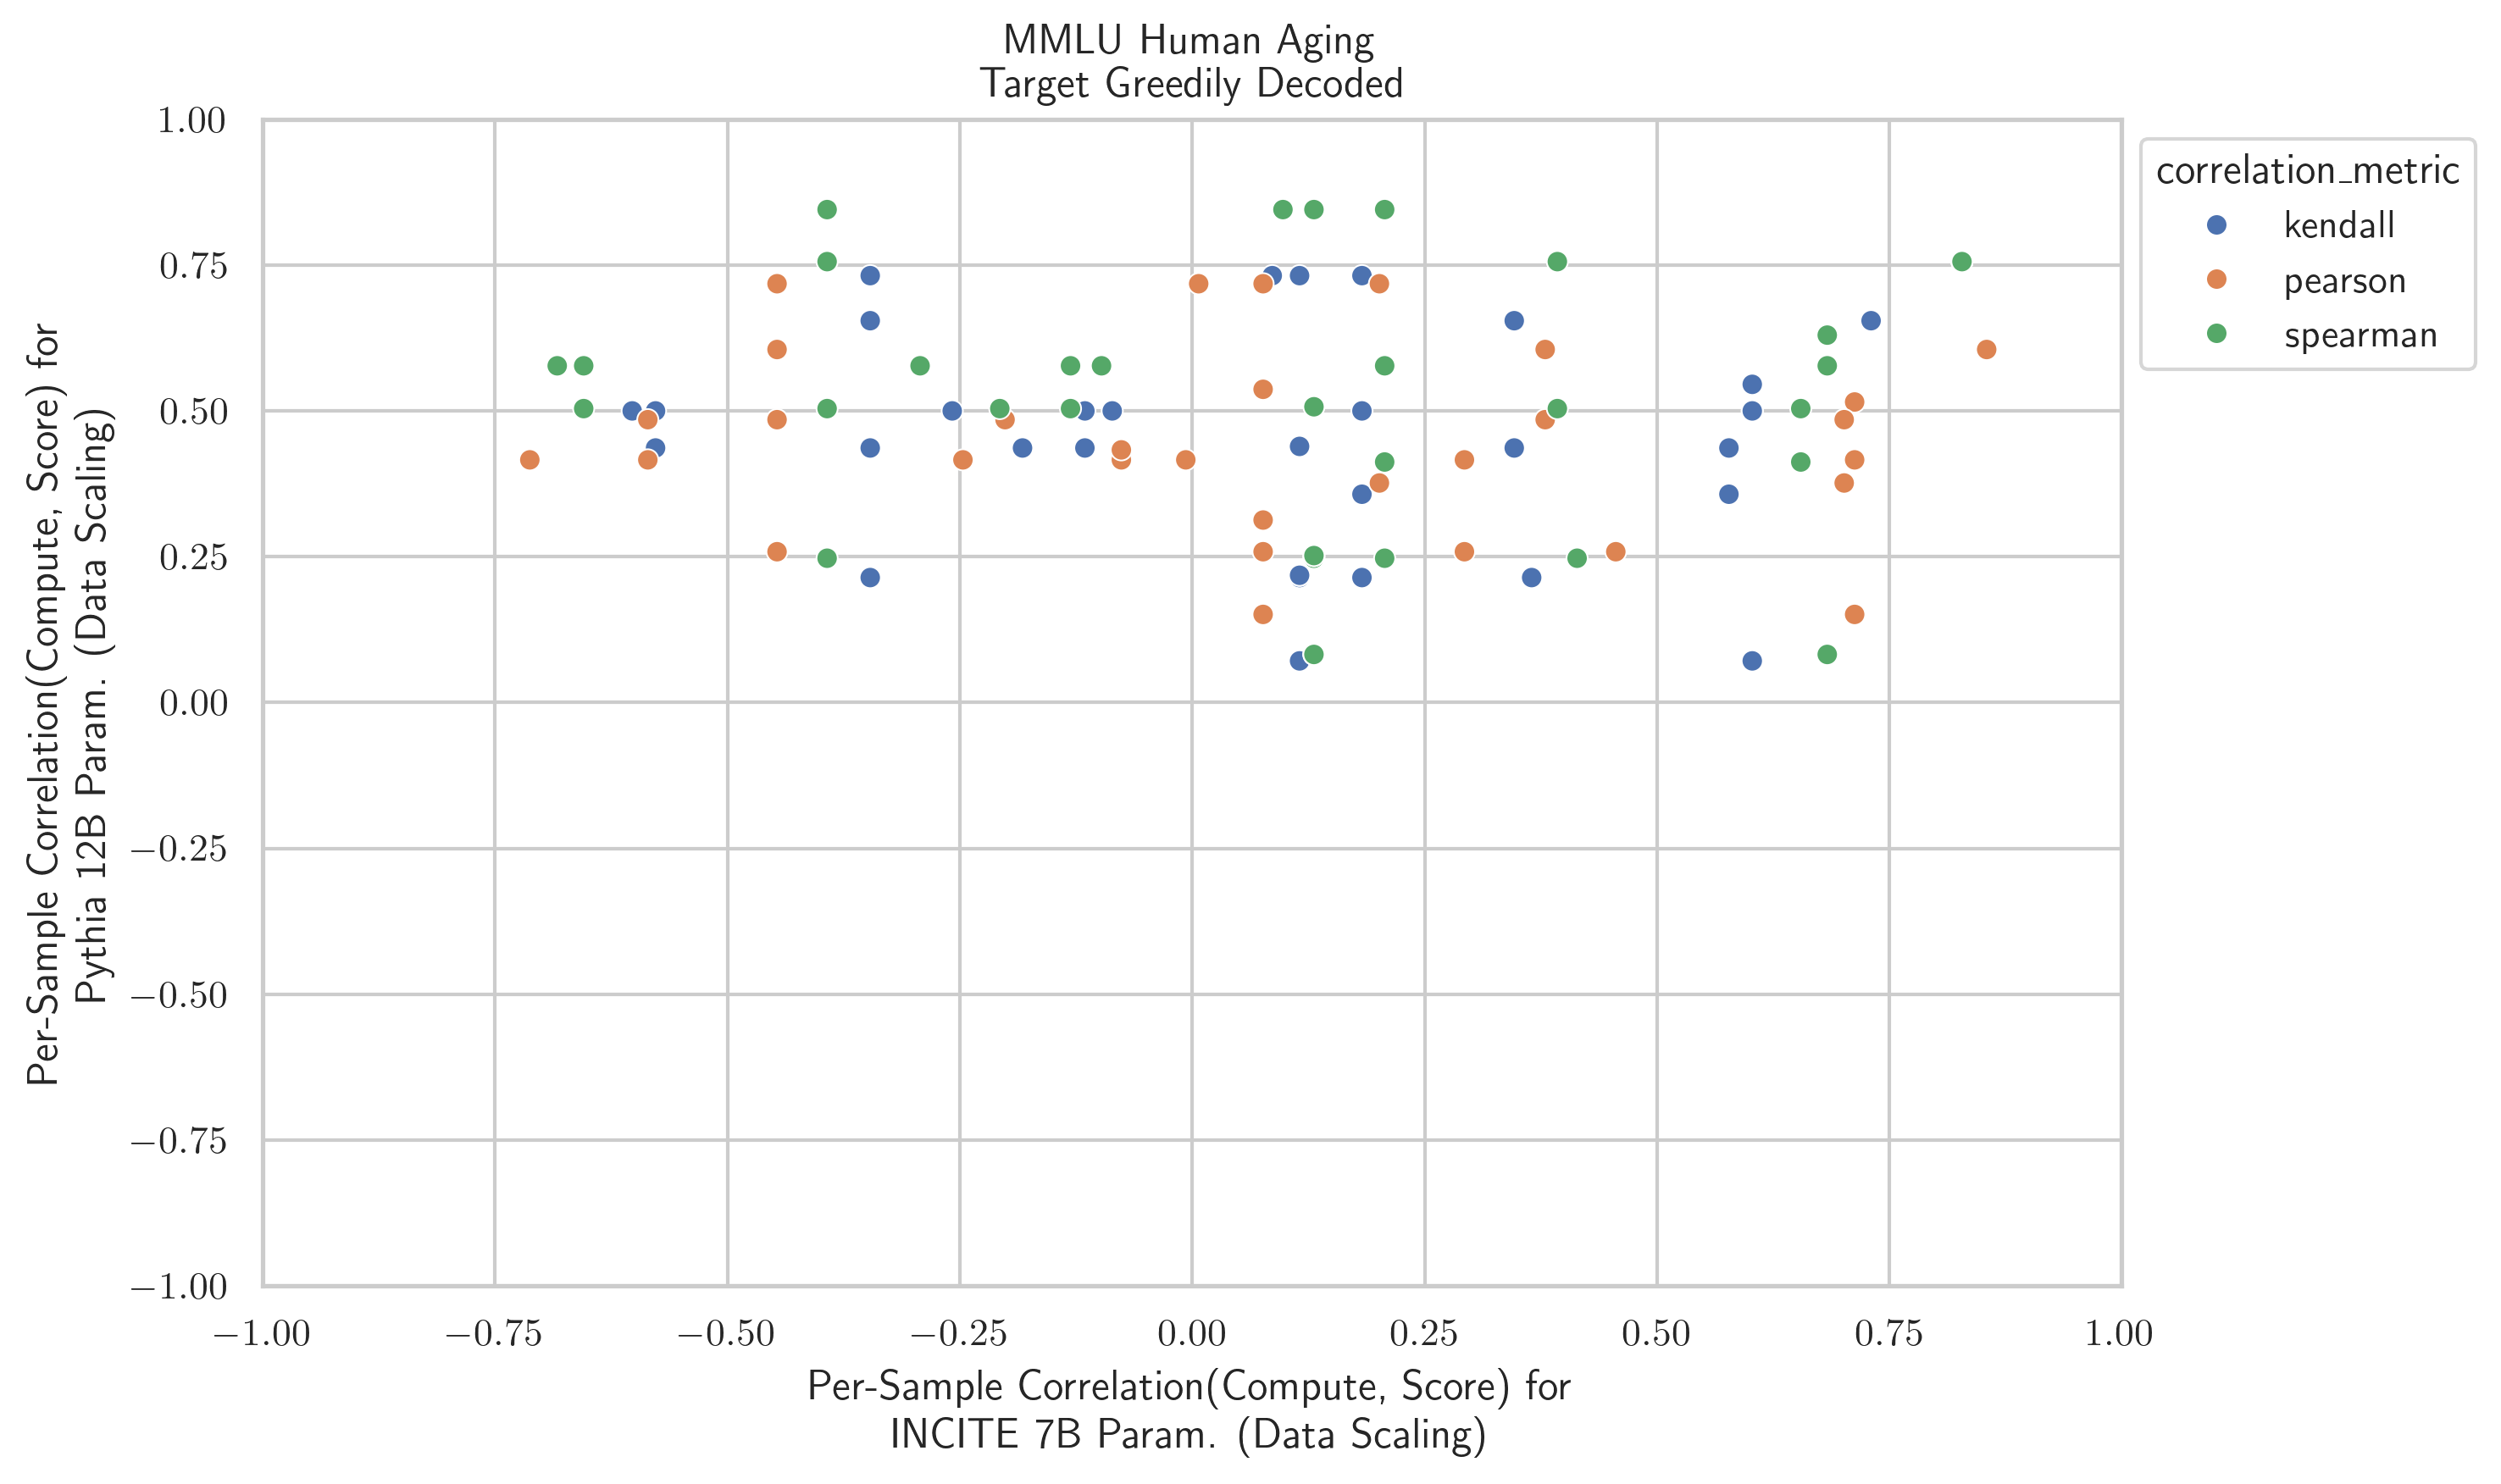 MMLU Human Aging
Target Greedily Decoded
Per-Sample Correlation(Compute, Score) for
Pythia 12B Param. (Data Scaling)
1.00
0.75
0.50
0.25
0.00
−0.25
−0.50
−0.75
−1.00
−1.00 −0.75 −0.50 −0.25 0.00 0.25 0.50 0.75 1.00
Per-Sample Correlation(Compute, Score) for
INCITE 7B Param. (Data Scaling)
correlation_metric
kendall
pearson
spearman